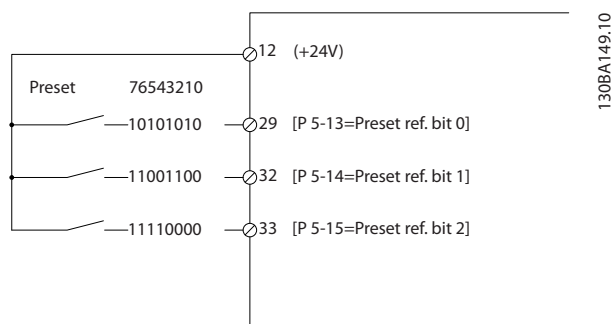 12 (+24V)
Preset 76543210
10101010 29 [P 5-13=Preset ref. bit 0]
11001100 32 [P 5-14=Preset ref. bit 1]
11110000 33 [P 5-15=Preset ref. bit 2]
130BA149.10